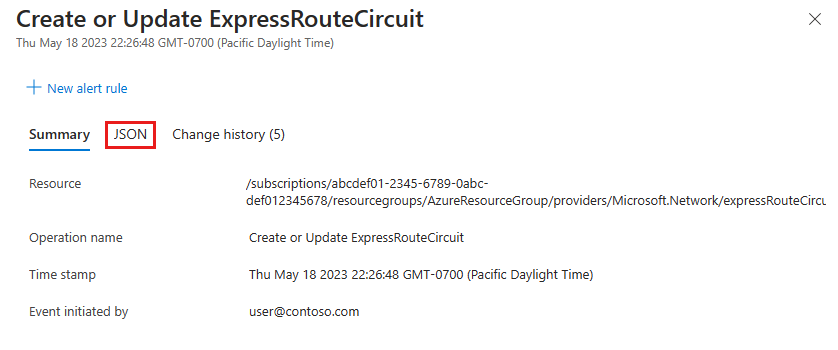 Create or Update ExpressRouteCircuit
Thu May 18 2023 22:26:48 GMT-0700 (Pacific Daylight Time)
New alert rule
Summary JSON Change history (5)
Resource /subscriptions/abcdef01-2345-6789-0abc-
def012345678/resourcegroups/AzureResourceGroup/providers/Microsoft.Network/expressRouteCircu
Operation name Create or Update ExpressRouteCircuit
Time stamp Thu May 18 2023 22:26:48 GMT-0700 (Pacific Daylight Time)
Event initiated by user@contoso.com